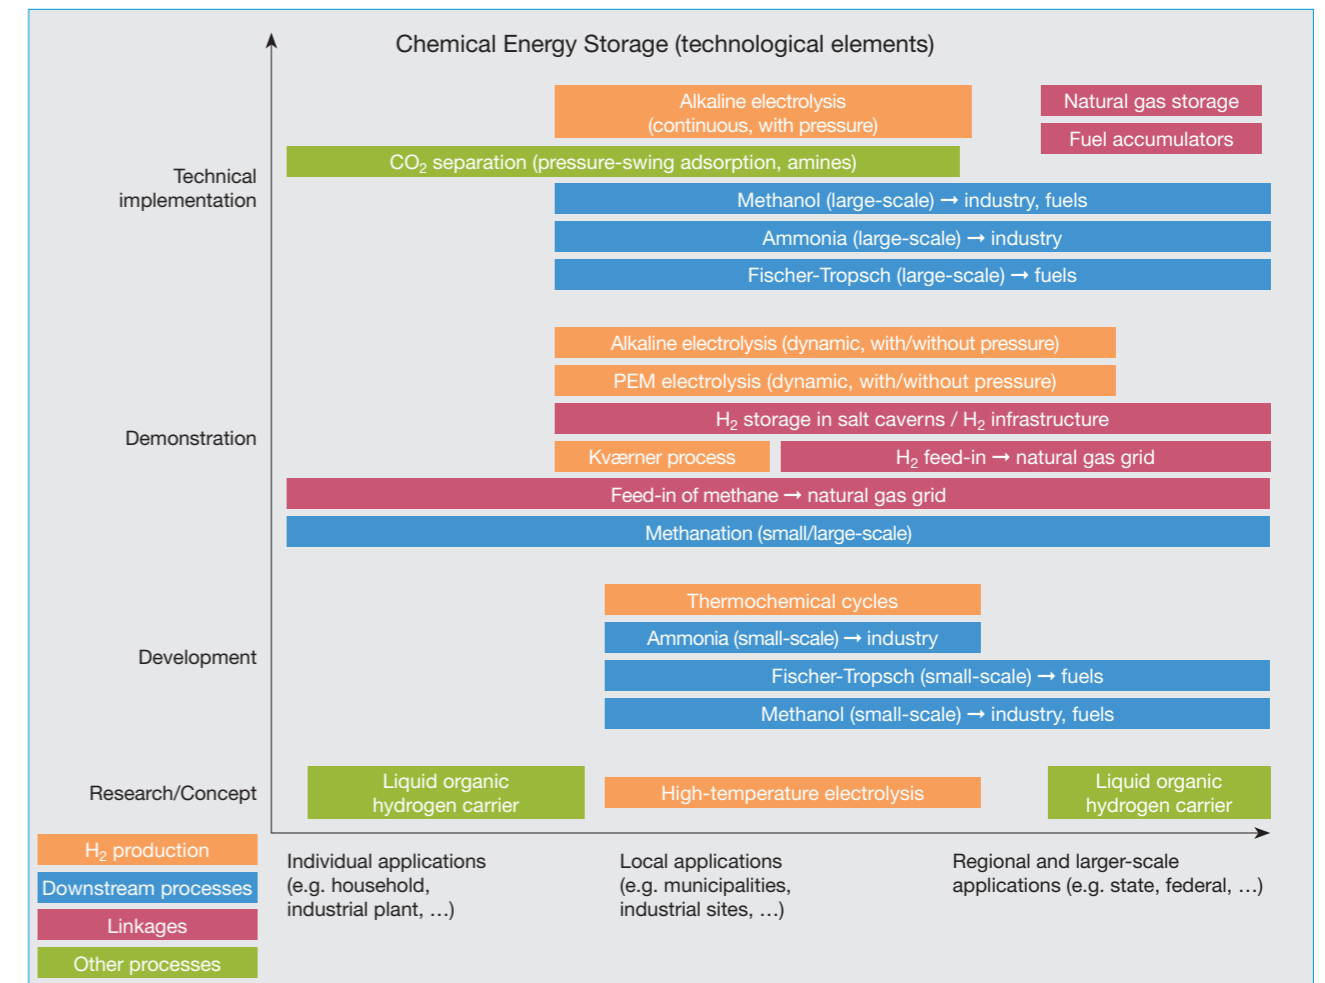 Chemical Energy Storage (technological elements)
Technical
implementation
Alkaline electrolysis
(continuous, with pressure)
Natural gas storage
Fuel accumulators
CO₂ separation (pressure-swing adsorption, amines)
Methanol (large-scale) → industry, fuels
Ammonia (large-scale) → industry
Fischer-Tropsch (large-scale) → fuels
Demonstration
Alkaline electrolysis (dynamic, with/without pressure)
PEM electrolysis (dynamic, with/without pressure)
H₂ storage in salt caverns / H₂ infrastructure
Kværner process
H₂ feed-in → natural gas grid
Feed-in of methane → natural gas grid
Methanation (small/large-scale)
Development
Thermochemical cycles
Ammonia (small-scale) → industry
Fischer-Tropsch (small-scale) → fuels
Methanol (small-scale) → industry, fuels
Research/Concept
Liquid organic
hydrogen carrier
High-temperature electrolysis
Liquid organic
hydrogen carrier
H₂ production
Downstream processes
Linkages
Other processes
Individual applications
(e.g. household,
industrial plant, …)
Local applications
(e.g. municipalities,
industrial sites, …)
Regional and larger-scale
applications (e.g. state, federal, …)